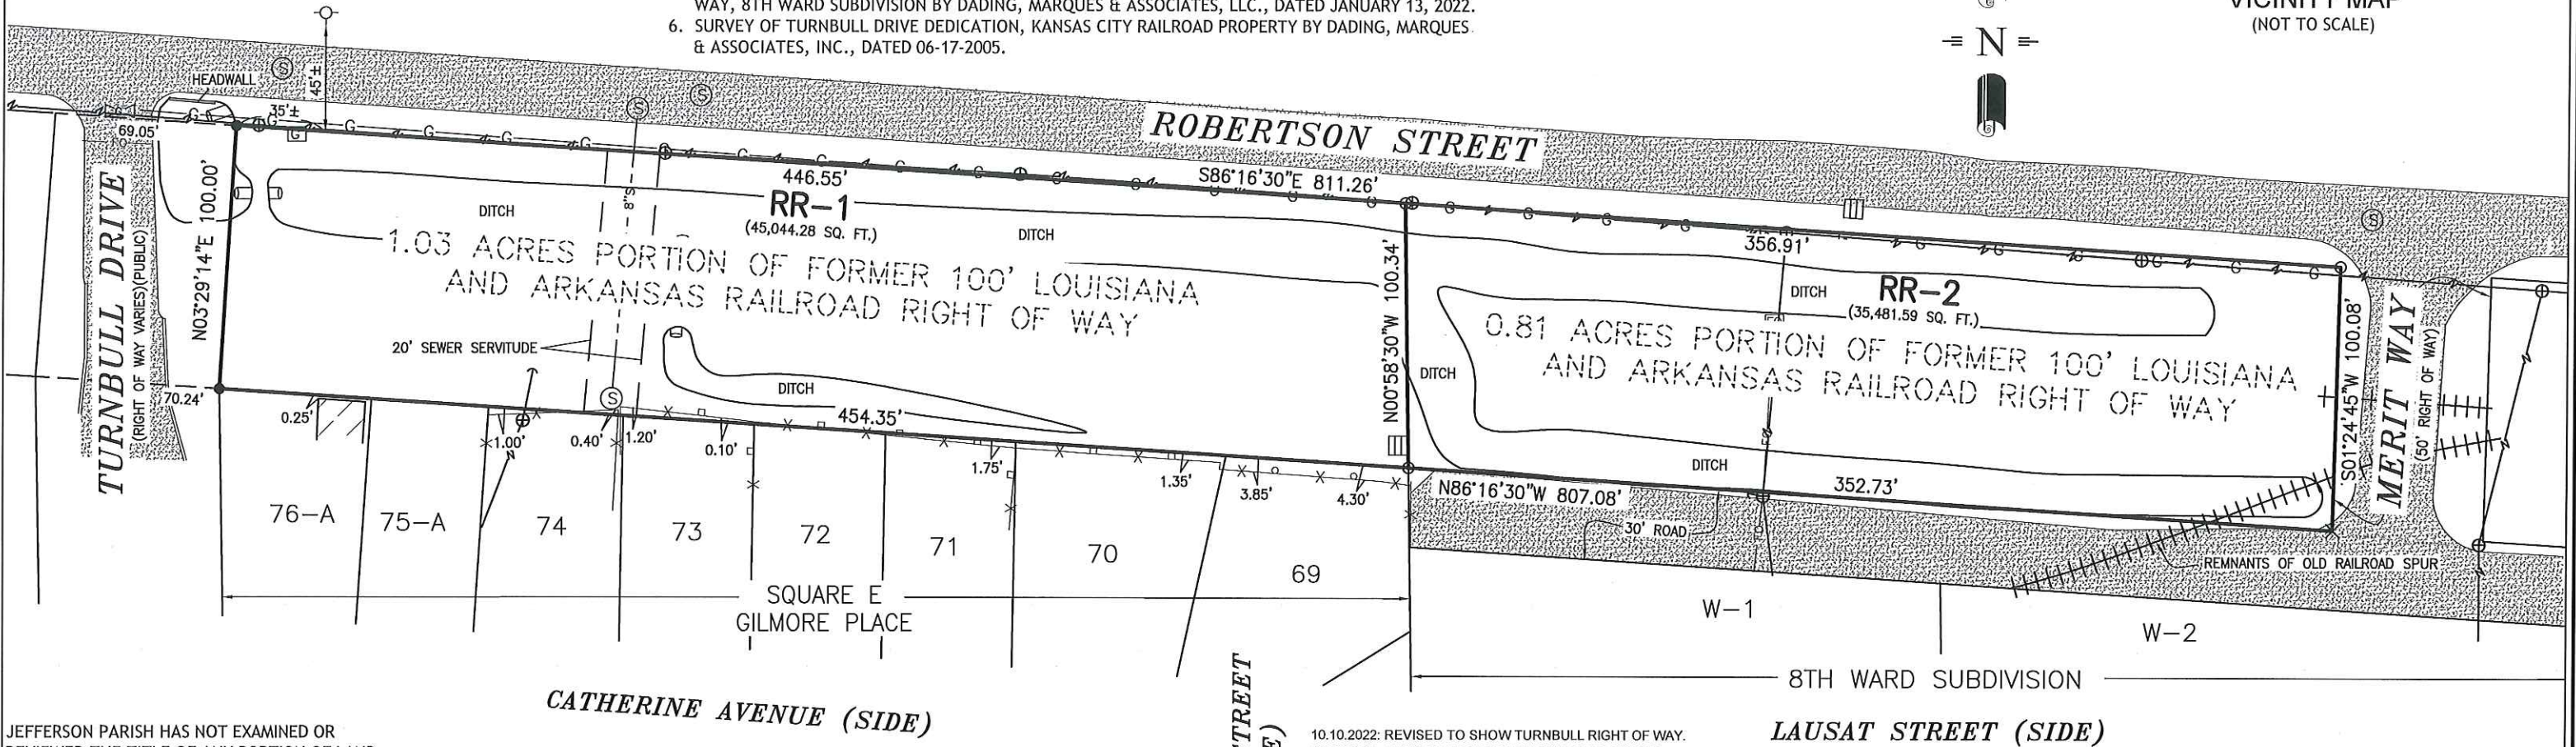 WAY, 8TH WARD SUBDIVISION BY DADING, MARQUES & ASSOCIATES, LLC., DATED JANUARY 13, 2022.
6. SURVEY OF TURNBULL DRIVE DEDICATION, KANSAS CITY RAILROAD PROPERTY BY DADING, MARQUES
& ASSOCIATES, INC., DATED 06-17-2005.
VICINITY MAP
(NOT TO SCALE)
N
HEADWALL
S
45'±
35'±
69.05'
G
S
S
ROBERTSON STREET
446.55'
S86°16'30"E 811.26'
RR-1
(45,044.28 SQ. FT.)
1.03 ACRES PORTION OF FORMER 100' LOUISIANA
AND ARKANSAS RAILROAD RIGHT OF WAY
DITCH
DITCH
8"S
TURNBULL DRIVE
(RIGHT OF WAY VARIES)(PUBLIC)
N03°29'14"E 100.00'
20' SEWER SERVITUDE
S
DITCH
70.24'
454.35'
N00°58'30"W 100.34'
356.91'
S
DITCH
RR-2
(35,481.59 SQ. FT.)
0.81 ACRES PORTION OF FORMER 100' LOUISIANA
AND ARKANSAS RAILROAD RIGHT OF WAY
DITCH
DITCH
S01°24'45"W 100.08'
MERIT WAY
(50' RIGHT OF WAY)
0.25'
1.00'
0.40'
1.20'
0.10'
1.75'
1.35'
3.85'
4.30'
N86°16'30"W 807.08'
352.73'
30' ROAD
REMNANTS OF OLD RAILROAD SPUR
76-A
75-A
74
73
72
71
70
69
SQUARE E
GILMORE PLACE
W-1
W-2
8TH WARD SUBDIVISION
CATHERINE AVENUE (SIDE)
STREET
LAUSAT STREET (SIDE)
JEFFERSON PARISH HAS NOT EXAMINED OR
10.10.2022: REVISED TO SHOW TURNBULL RIGHT OF WAY.